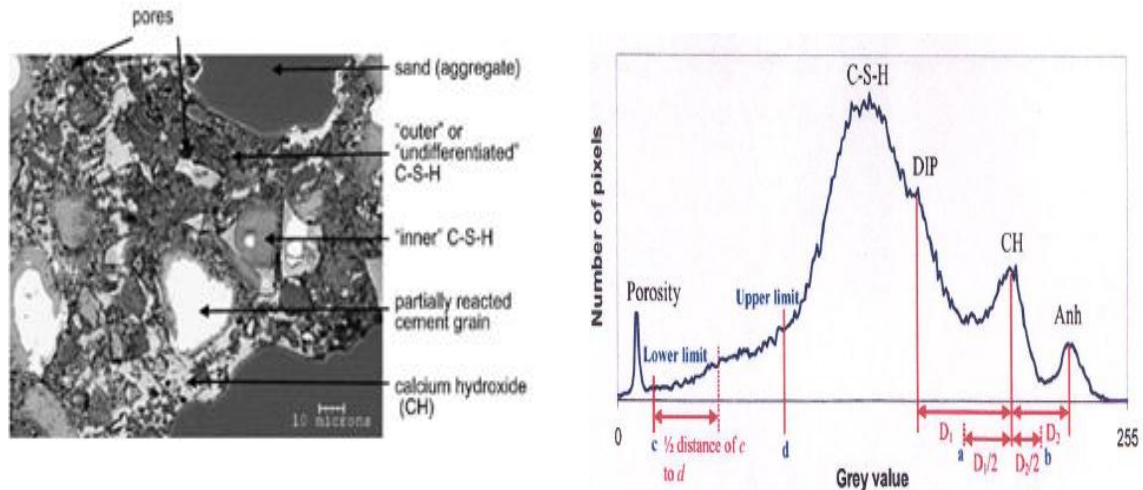 pores
sand (aggregate)
"outer" or
"undifferentiated"
C-S-H
"inner" C-S-H
partially reacted
cement grain
calcium hydroxide
(CH)
10 microns
Number of pixels
C-S-H
DIP
CH
Anh
Porosity
Upper limit
Lower limit
0
255
c
½ distance of c
to d
d
D₁
D₂
a
b
D₁/2
D₂/2
Grey value